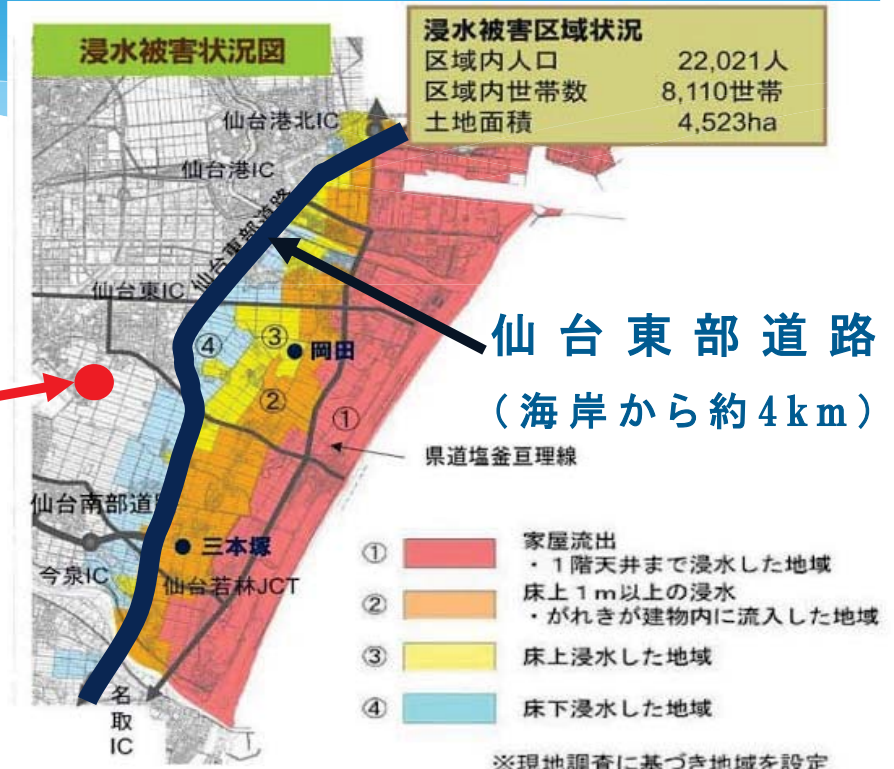 浸水被害状況図
浸水被害区域状況
区域内人口 22,021人
区域内世帯数 8,110世帯
土地面積 4,523ha
仙台港北IC
仙台港IC
仙台東部道路
仙台東IC
④
③
岡田
②
①
仙台東部道路
(海岸から約4km)
県道塩釜亘理線
仙台南部道路
三本塚
今泉IC
仙台若林JCT
名取IC
① 家屋流出
・1階天井まで浸水した地域
② 床上1m以上の浸水
・がれきが建物内に流入した地域
③ 床上浸水した地域
④ 床下浸水した地域
※現地調査に基づき地域を設定